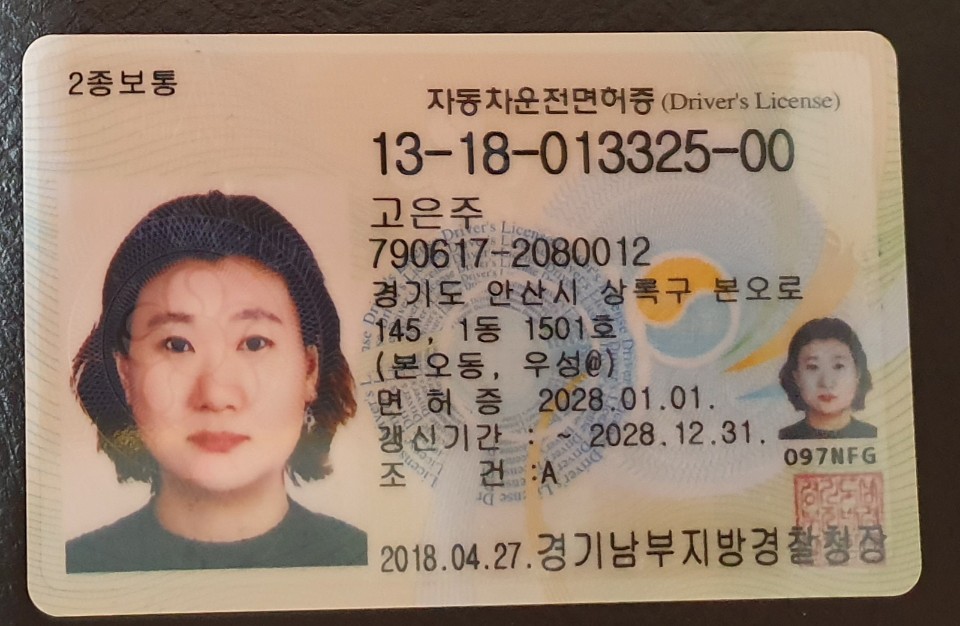 2종보통
자동차운전면허증 (Driver's License)
13-18-013325-00
고은주
790617-2080012
경기도 안산시 상록구 본오로
145, 1동 1501호
(본오동, 우성@)
면 허 증 2028.01.01.
갱신기간 : ~ 2028.12.31.
조 건 :A
097NFG
2018.04.27.경기남부지방경찰청장